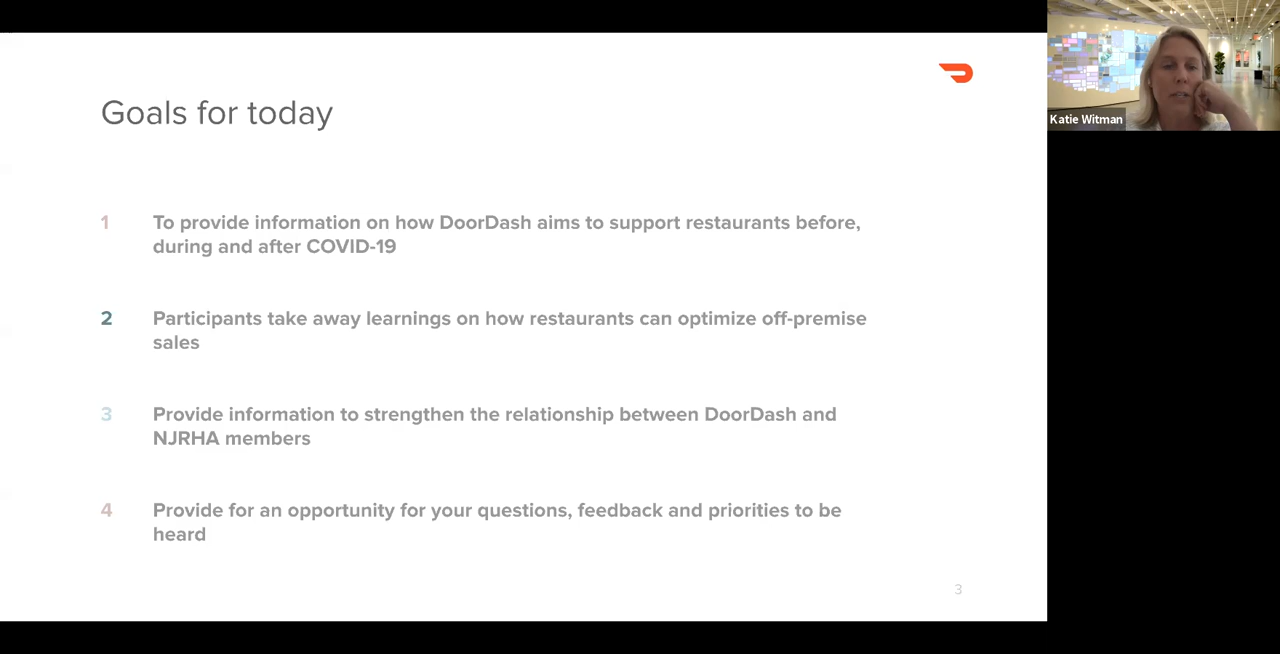 Goals for today
1 To provide information on how DoorDash aims to support restaurants before,
during and after COVID-19
2 Participants take away learnings on how restaurants can optimize off-premise
sales
3 Provide information to strengthen the relationship between DoorDash and
NJRHA members
4 Provide for an opportunity for your questions, feedback and priorities to be
heard
3
Katie Witman